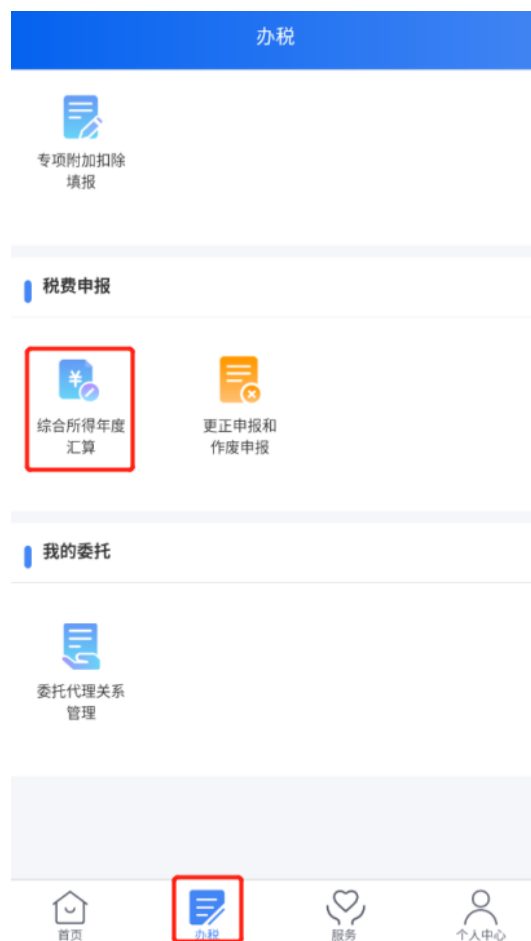 办税
专项附加扣除
填报
税费申报
¥
综合所得年度
汇算
更正申报和
作废申报
我的委托
委托代理关系
管理
首页
办税
服务
个人中心